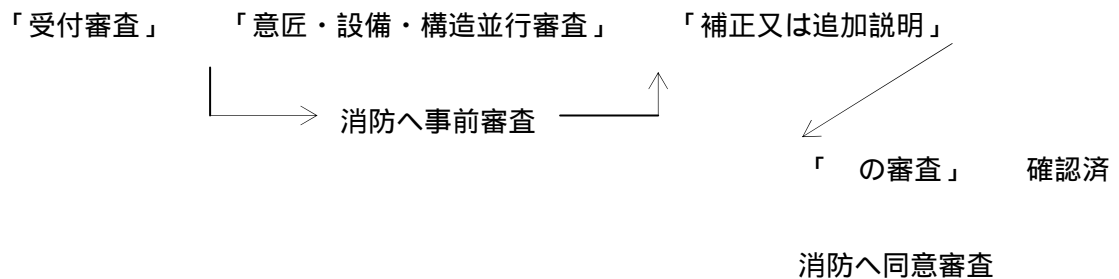 「受付審査」　「意匠・設備・構造並行審査」　「補正又は追加説明」
消防へ事前審査
「　の審査」　確認済
消防へ同意審査